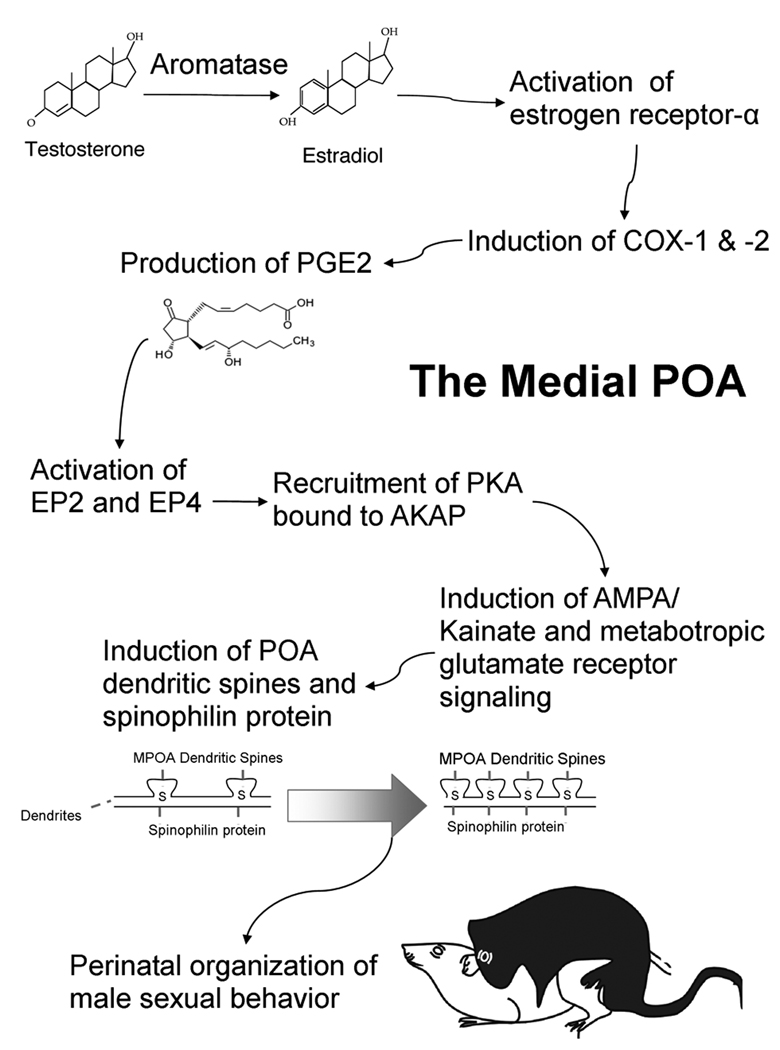 OH
Aromatase
O
Testosterone
OH
OH
Estradiol
Activation of
estrogen receptor-α
Induction of COX-1 & -2
Production of PGE2
O
OH
O
CH3
HO
OH
The Medial POA
Activation of
EP2 and EP4
Recruitment of PKA
bound to AKAP
Induction of AMPA/
Kainate and metabotropic
glutamate receptor
signaling
Induction of POA
dendritic spines and
spinophilin protein
MPOA Dendritic Spines
S S
Dendrites
Spinophilin protein
MPOA Dendritic Spines
S S S S
Spinophilin protein
Perinatal organization of
male sexual behavior